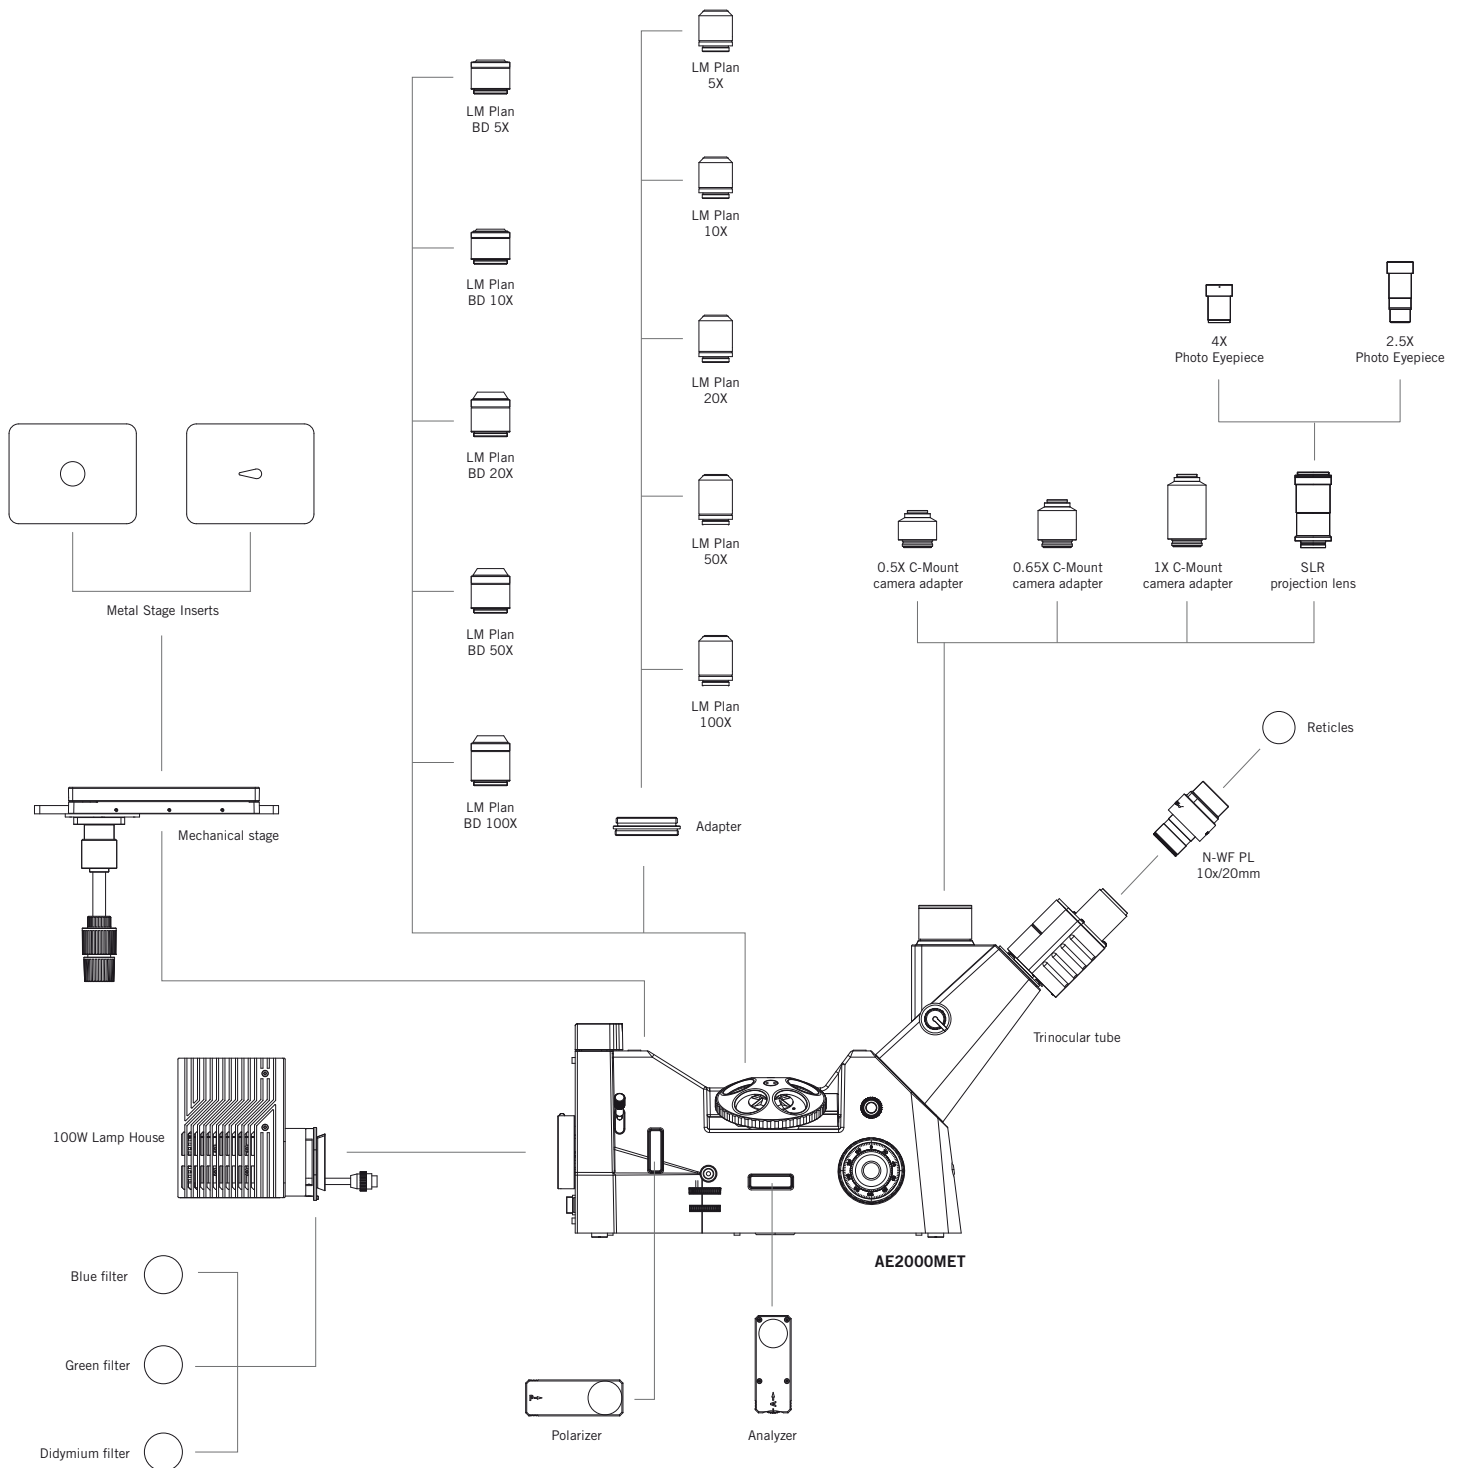 LM Plan
5X
LM Plan
BD 5X
LM Plan
10X
LM Plan
BD 10X
LM Plan
20X
LM Plan
BD 20X
LM Plan
50X
LM Plan
BD 50X
LM Plan
100X
LM Plan
BD 100X
Adapter
4X
Photo Eyepiece
2.5X
Photo Eyepiece
0.5X C-Mount
camera adapter
0.65X C-Mount
camera adapter
1X C-Mount
camera adapter
SLR
projection lens
Metal Stage Inserts
Mechanical stage
Reticles
N-WF PL
10x/20mm
Trinocular tube
100W Lamp House
AE2000MET
Blue filter
Green filter
Didymium filter
Polarizer
Analyzer